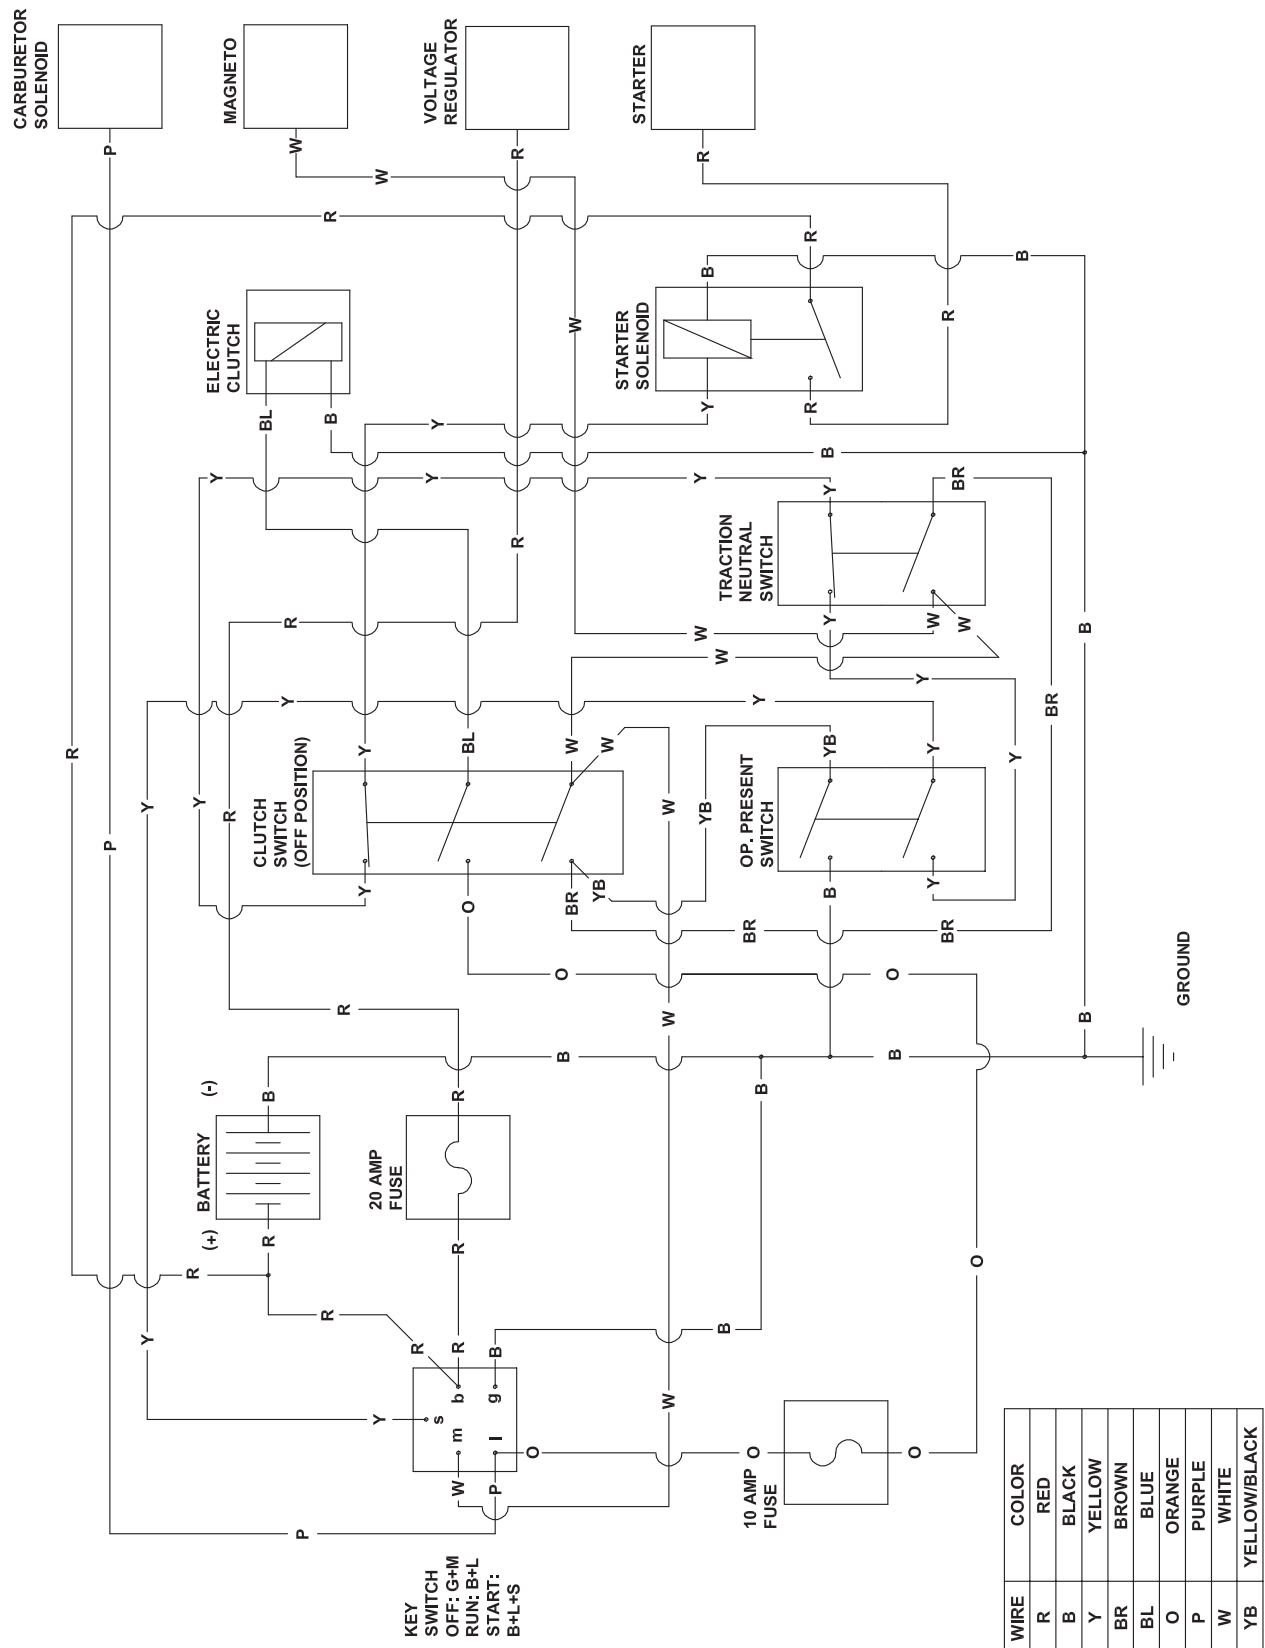 CARBURETOR
SOLENOID
MAGNETO
VOLTAGE
REGULATOR
STARTER
P
W
R
R
W
R
R
B
B
ELECTRIC
CLUTCH
STARTER
SOLENOID
W
R
BL
B
Y
Y
R
B
Y
Y
Y
Y
BR
R
TRACTION
NEUTRAL
SWITCH
R
W
Y
W
W
B
W
Y
Y
Y
BR
R
Y
BL
W
W
YB
Y
Y
CLUTCH
SWITCH
(OFF POSITION)
OP. PRESENT
SWITCH
Y
Y
R
W
YB
P
Y
O
BR
YB
B
Y
BR
BR
O
O
GROUND
R
W
B
B
B
(-)
B
R
B
BATTERY
20 AMP
FUSE
(+)
R
R
O
R
R
Y
R
R
B
B
Y
s
b
g
m
l
W
W
P
O
O
O
10 AMP
FUSE
P
KEY
SWITCH
OFF: G+M
RUN: B+L
START:
B+L+S
WIRE COLOR
R RED
B BLACK
Y YELLOW
BR BROWN
BL BLUE
O ORANGE
P PURPLE
W WHITE
YB YELLOW/BLACK